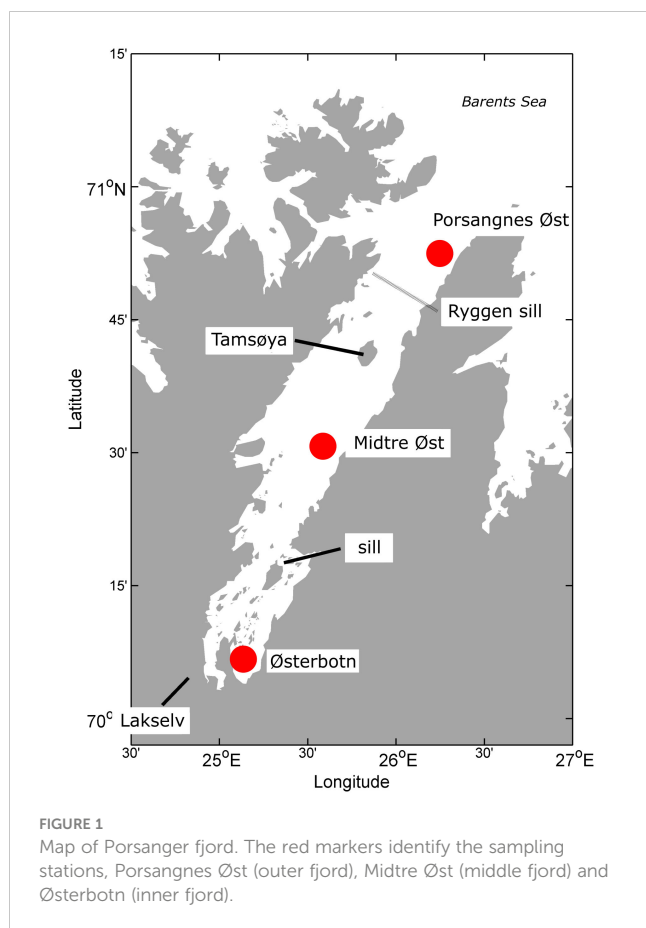 15'
Barents Sea
71°N
Porsangnes Øst
Ryggen sill
45'
Tamsøya
Latitude
30'
Midtre Øst
sill
15'
Østerbotn
70°
Lakselv
30'
25°E
30'
26°E
30'
27°E
Longitude
FIGURE 1
Map of Porsanger fjord. The red markers identify the sampling
stations, Porsangnes Øst (outer fjord), Midtre Øst (middle fjord) and
Østerbotn (inner fjord).